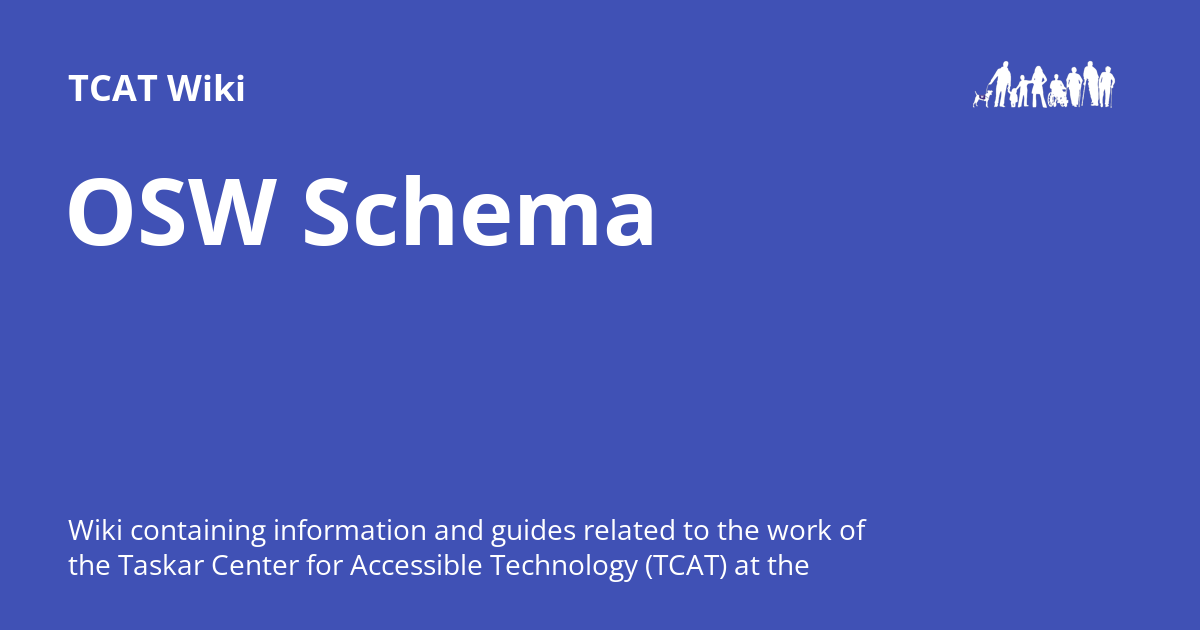 TCAT Wiki
OSW Schema
Wiki containing information and guides related to the work of
the Taskar Center for Accessible Technology (TCAT) at the